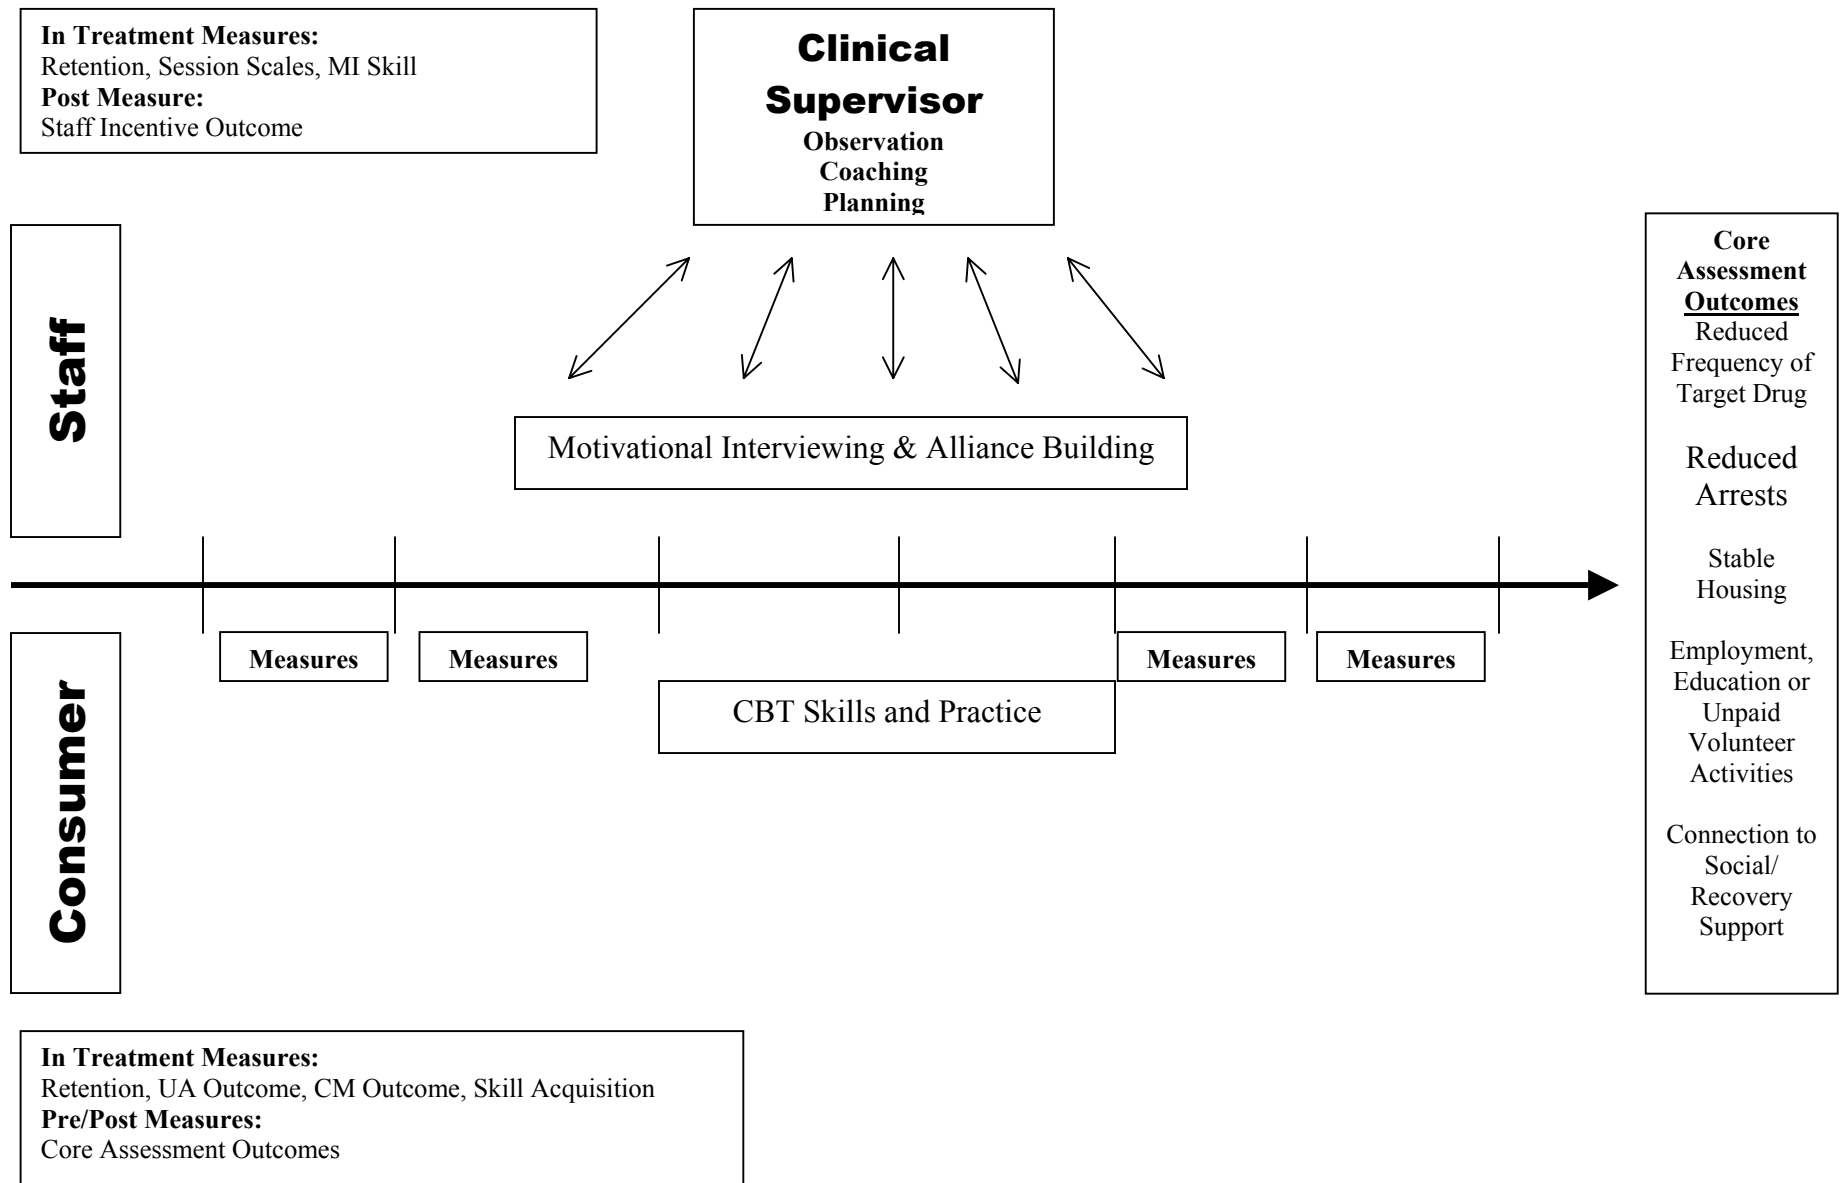 In Treatment Measures:
Retention, Session Scales, MI Skill
Post Measure:
Staff Incentive Outcome
Clinical
Supervisor
Observation
Coaching
Planning
Staff
Motivational Interviewing & Alliance Building
Measures
Measures
Measures
Measures
CBT Skills and Practice
Consumer
Core
Assessment
Outcomes
Reduced
Frequency of
Target Drug
Reduced
Arrests
Stable
Housing
Employment,
Education or
Unpaid
Volunteer
Activities
Connection to
Social/
Recovery
Support
In Treatment Measures:
Retention, UA Outcome, CM Outcome, Skill Acquisition
Pre/Post Measures:
Core Assessment Outcomes